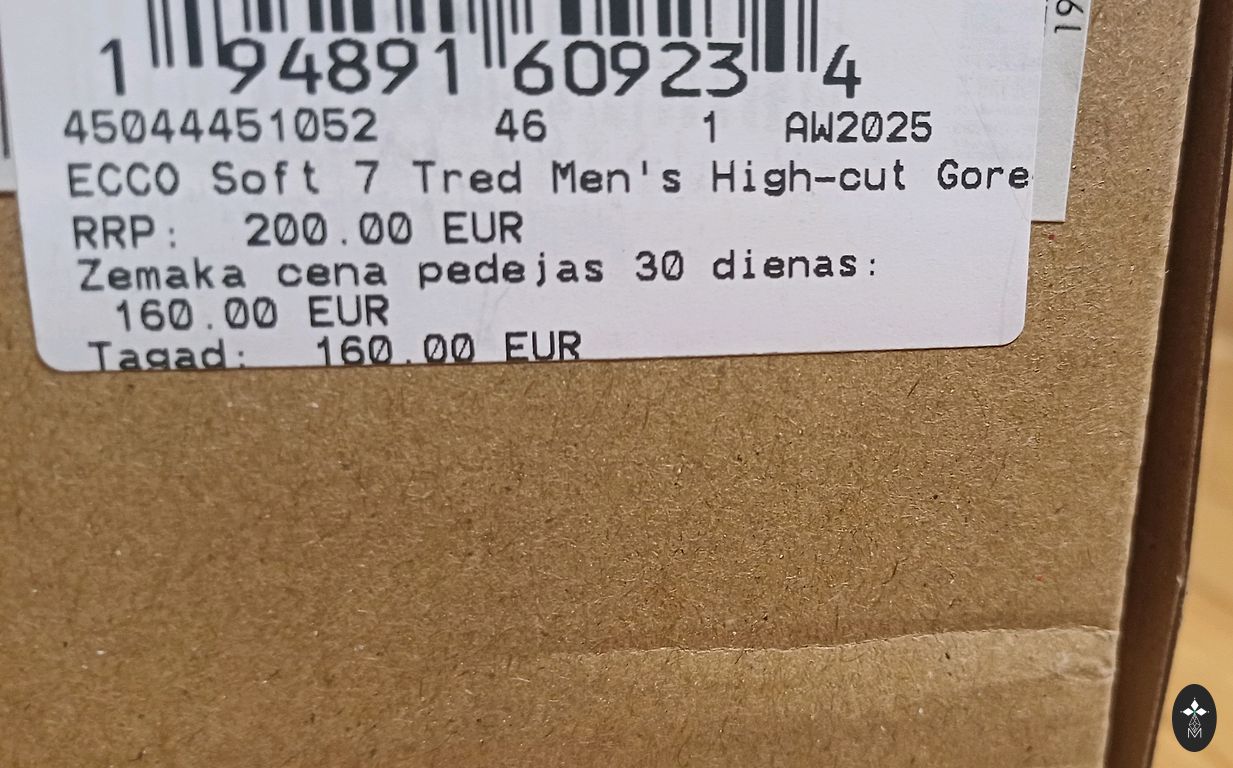 1 94891 60923 4
45044451052 46 1 AW2025
ECCO Soft 7 Tred Men's High-cut Gore
RRP: 200.00 EUR
Zemaka cena pedejas 30 dienas:
160.00 EUR
Tagad: 160.00 EUR
M